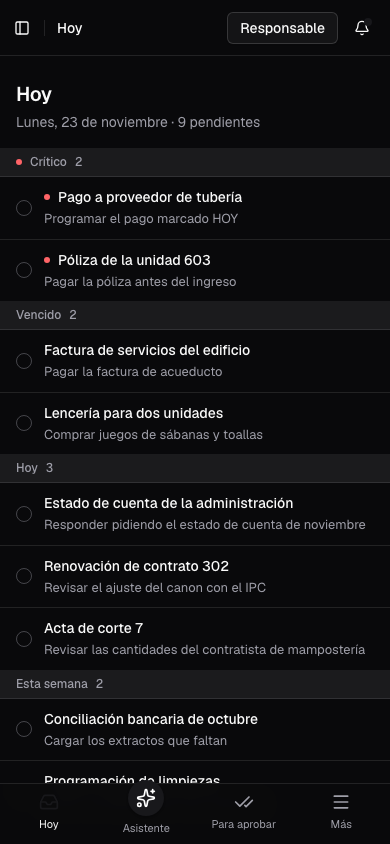 Hoy
Responsable
Hoy
Lunes, 23 de noviembre · 9 pendientes
Crítico 2
Pago a proveedor de tubería
Programar el pago marcado HOY
Póliza de la unidad 603
Pagar la póliza antes del ingreso
Vencido 2
Factura de servicios del edificio
Pagar la factura de acueducto
Lencería para dos unidades
Comprar juegos de sábanas y toallas
Hoy 3
Estado de cuenta de la administración
Responder pidiendo el estado de cuenta de noviembre
Renovación de contrato 302
Revisar el ajuste del canon con el IPC
Acta de corte 7
Revisar las cantidades del contratista de mampostería
Esta semana 2
Conciliación bancaria de octubre
Cargar los extractos que faltan
Programación de limpiezas
Hoy
Asistente
Para aprobar
Más